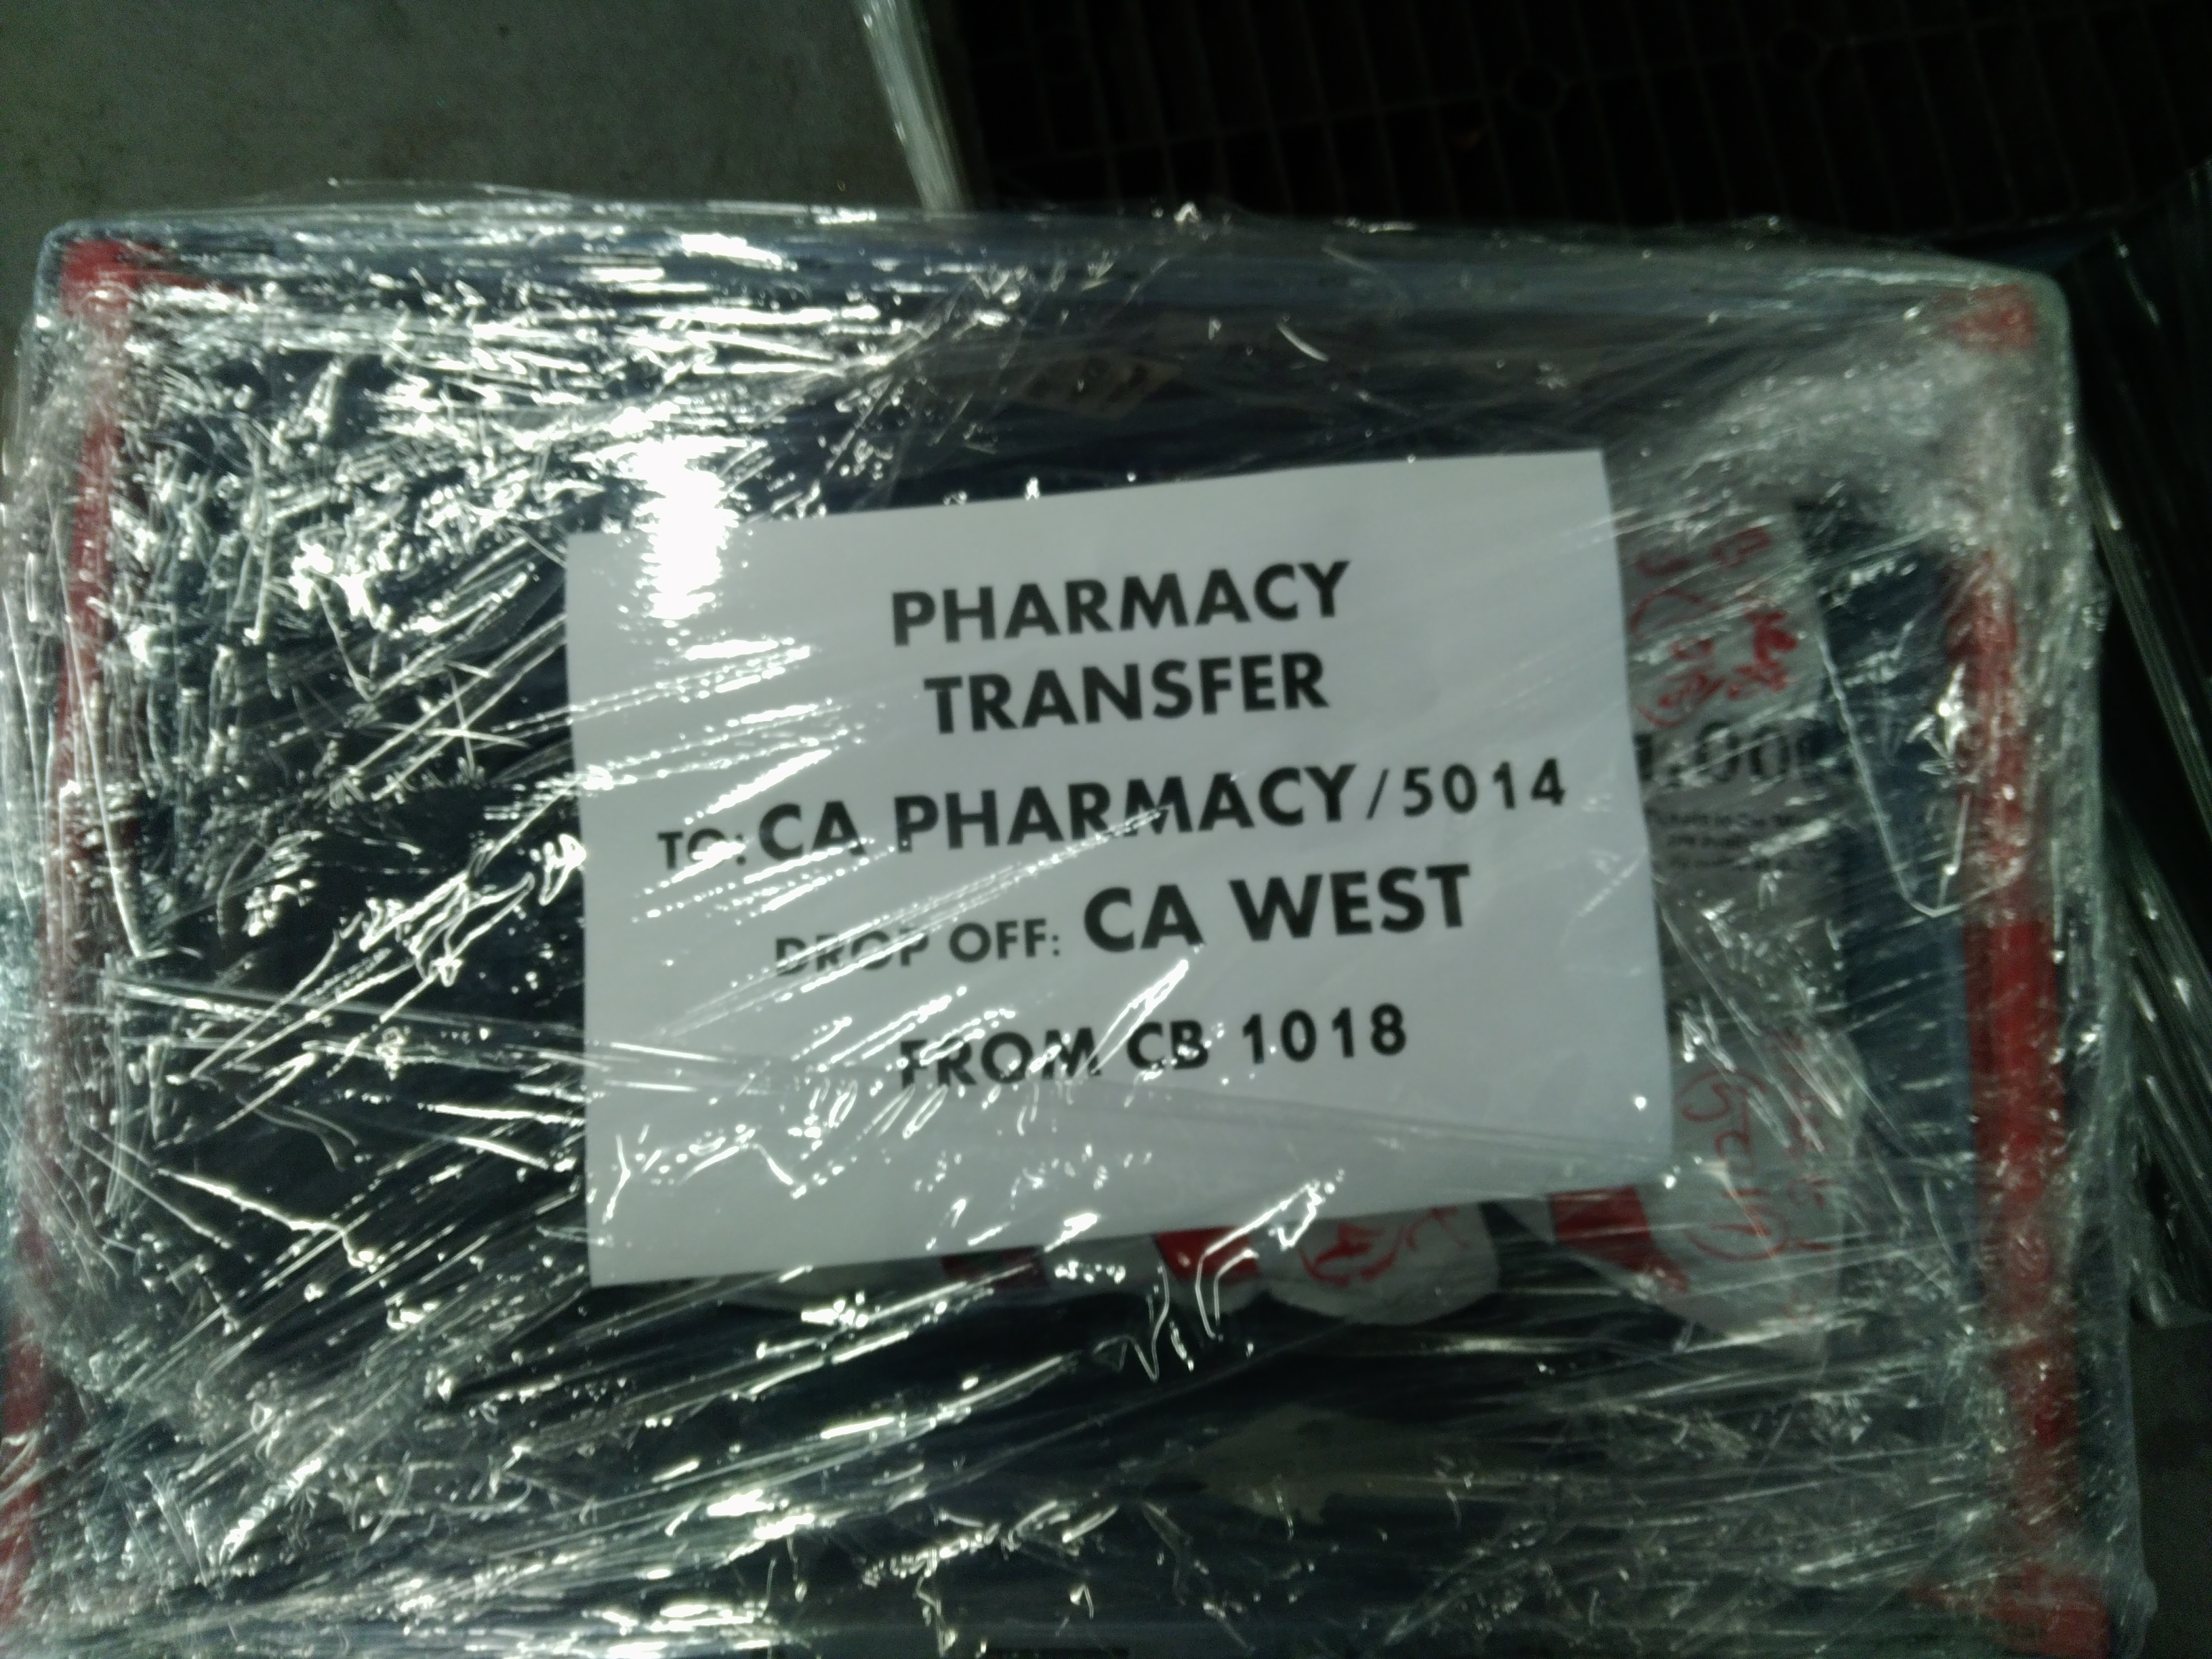 PHARMACY
TRANSFER
TO: CA PHARMACY/5014
DROP OFF: CA WEST
FROM CB 1018